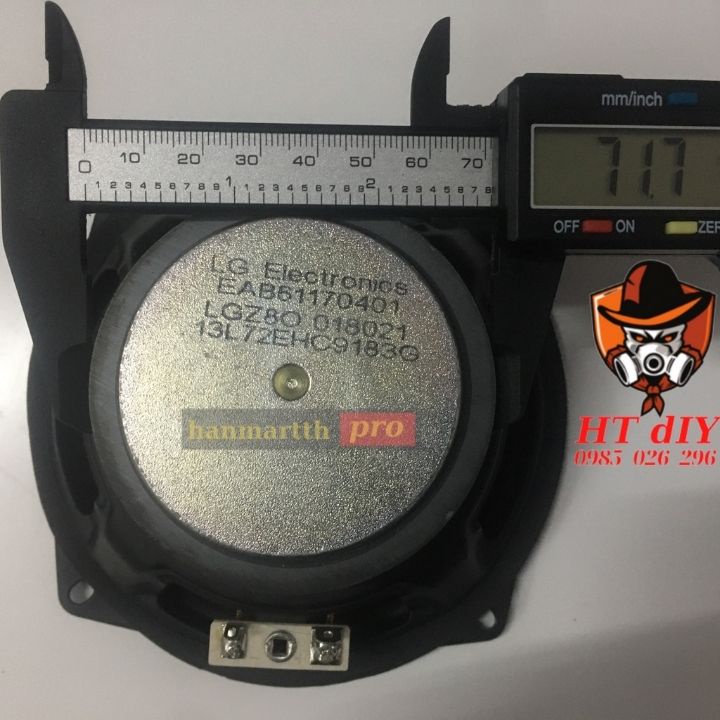 mm/inch
71.7
OFF ON ZER
0 10 20 30 40 50 60 70
1 2 3 4 5 6 7 8 9 1 1 2 3 4 5 6 7 8 9 2 1 2 3 4 5 6 7 8
LG Electronics
EAB61170401
LGZ8O 018021
13L72EHC9183G
hanmartth pro
HT dIY
0985 026 296